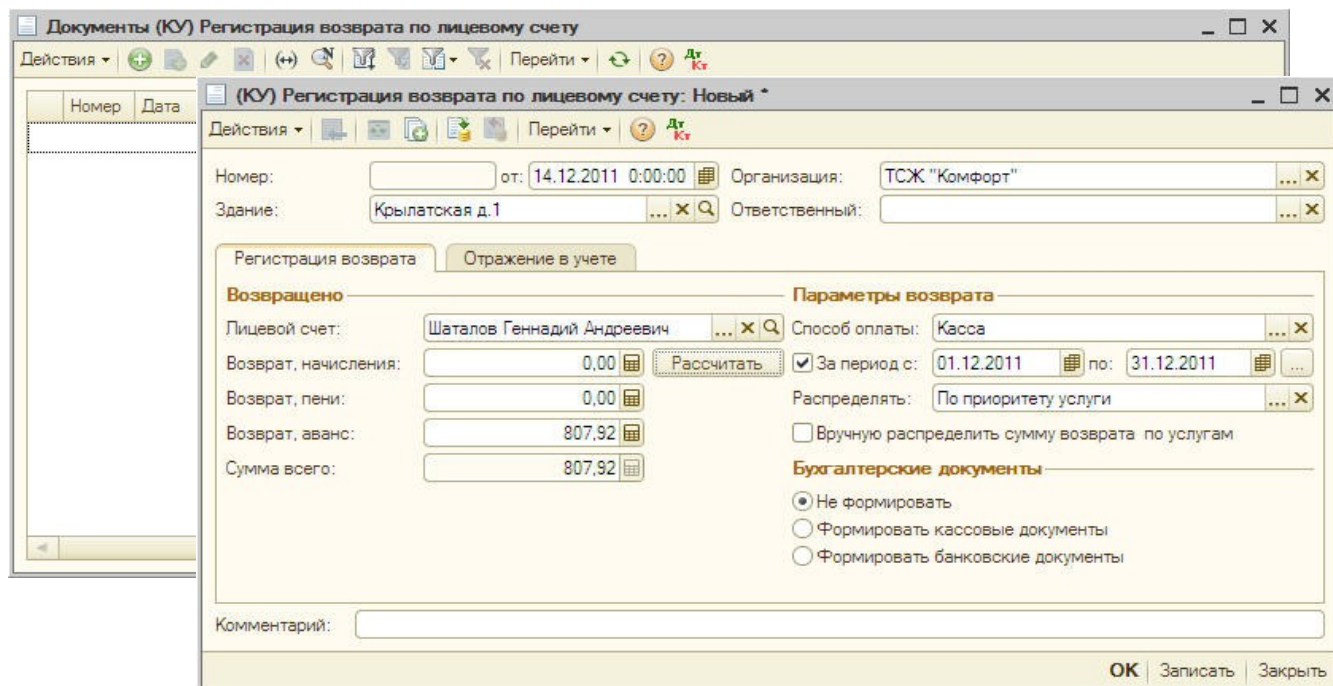 Документы (КУ) Регистрация возврата по лицевому счету
Действия Перейти ? Дт Кт
Номер Дата
(КУ) Регистрация возврата по лицевому счету: Новый *
Действия Перейти ? Дт Кт
Номер: от: 14.12.2011 0:00:00 Организация: ТСЖ "Комфорт" ...
Здание: Крылатская д.1 ... Ответственный: ...
Регистрация возврата Отражение в учете
Возвращено Параметры возврата
Лицевой счет: Шаталов Геннадий Андреевич ... Способ оплаты: Касса ...
Возврат, начисления: 0,00 Рассчитать За период с: 01.12.2011 по: 31.12.2011 ...
Возврат, пени: 0,00 Распределять: По приоритету услуги ...
Возврат, аванс: 807,92 Вручную распределить сумму возврата по услугам
Сумма всего: 807,92 Бухгалтерские документы
Не формировать
Формировать кассовые документы
Формировать банковские документы
Комментарий:
OK Записать Закрыть